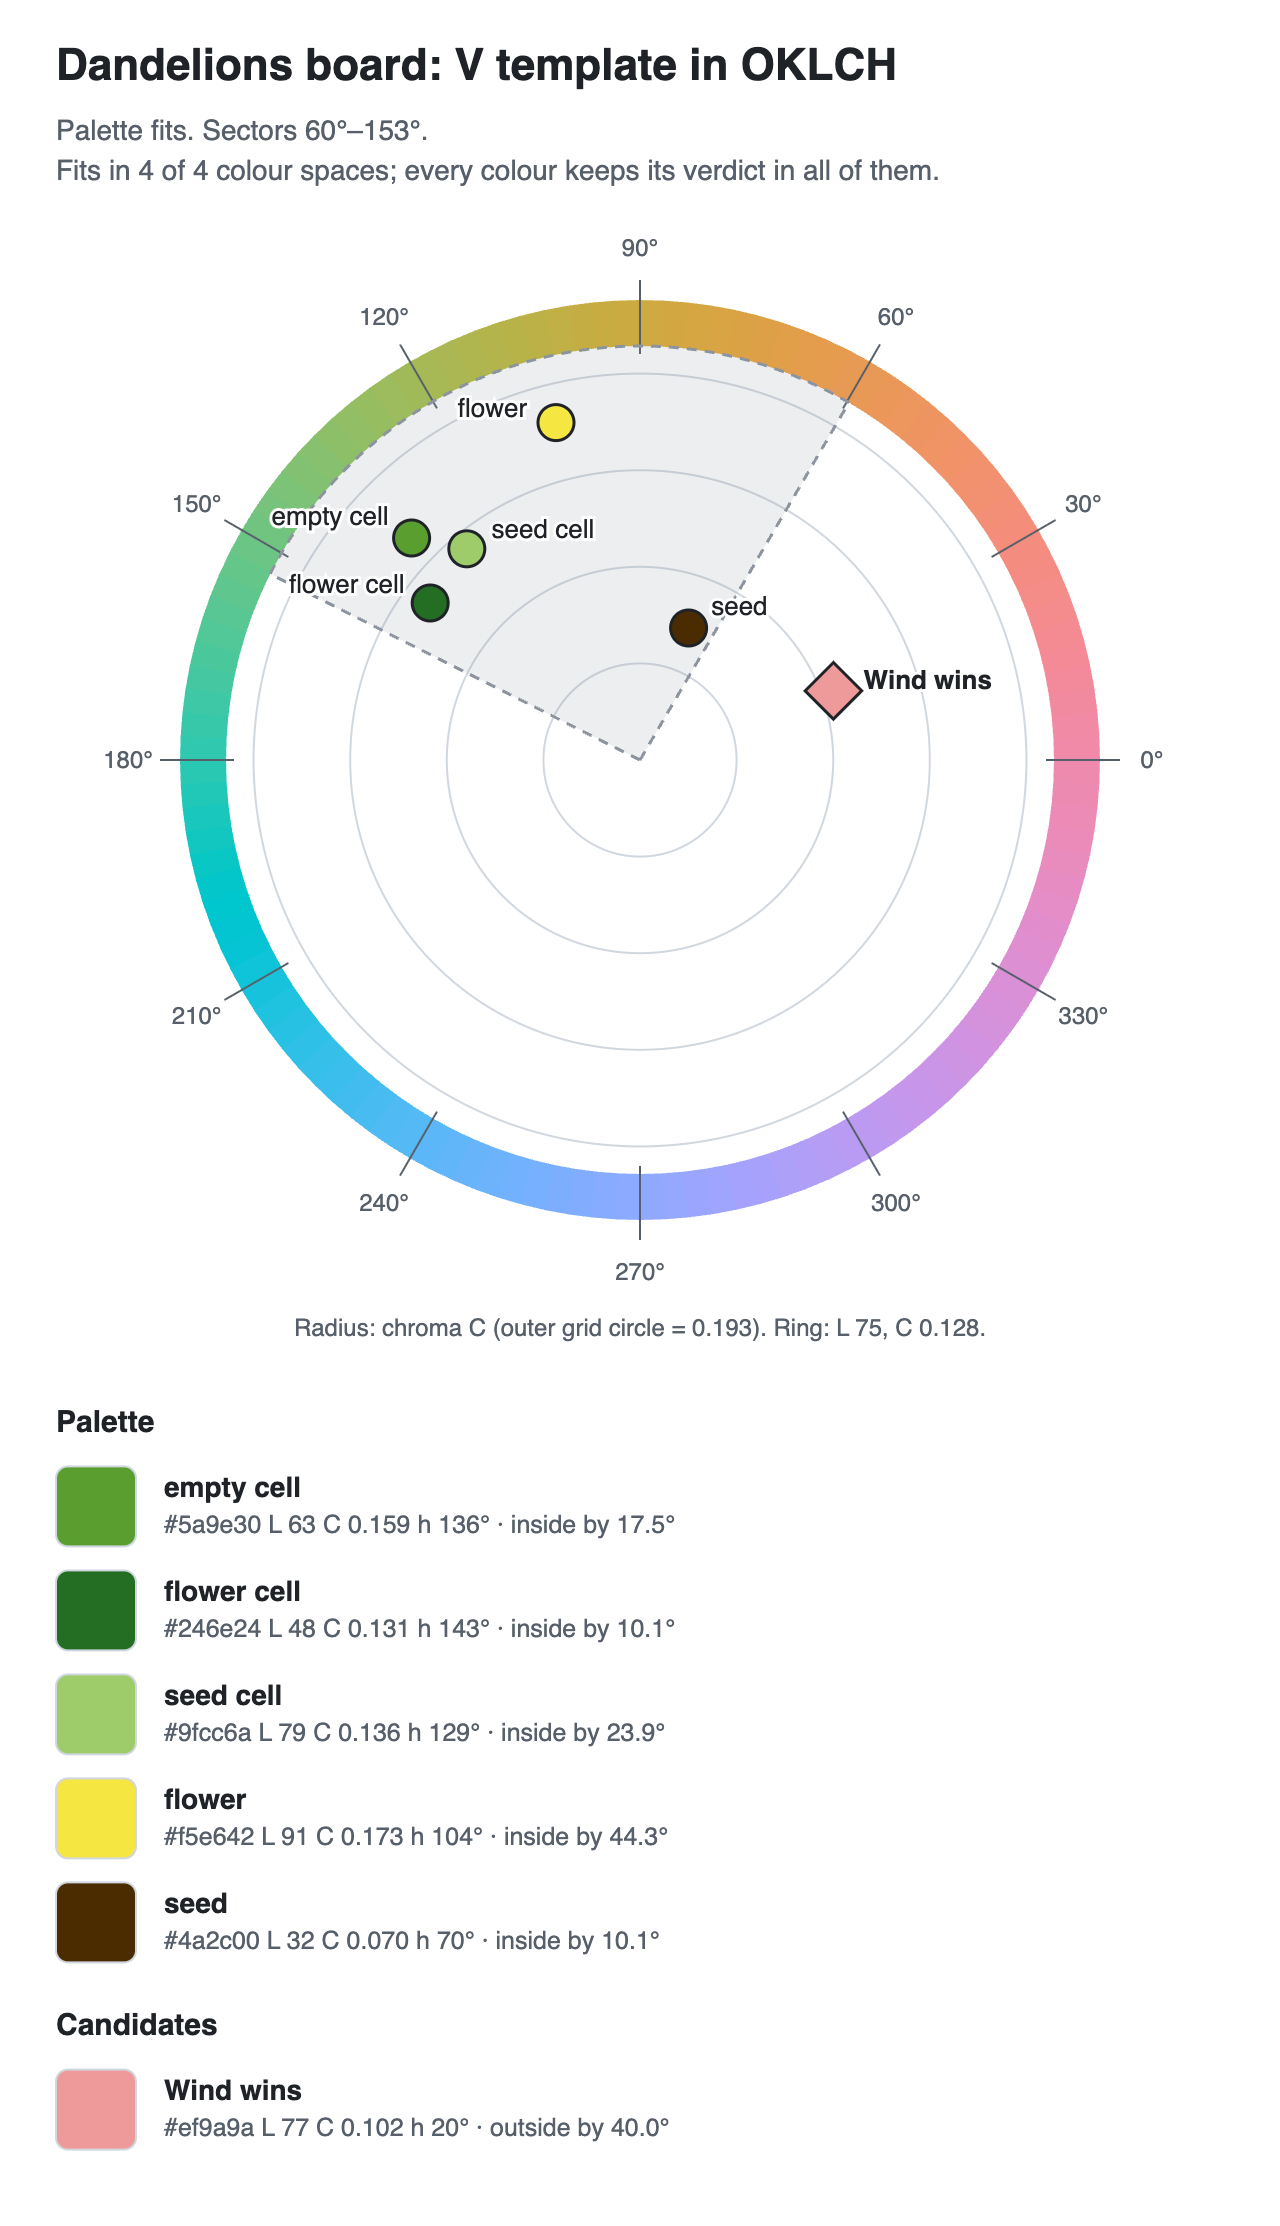 Dandelions board: V template in OKLCH
Palette fits. Sectors 60°–153°.
Fits in 4 of 4 colour spaces; every colour keeps its verdict in all of them.
90°
120°
60°
flower
150°
30°
empty cell
seed cell
flower cell
seed
Wind wins
180°
0°
210°
330°
240°
300°
270°
Radius: chroma C (outer grid circle = 0.193). Ring: L 75, C 0.128.
Palette
empty cell
#5a9e30 L 63 C 0.159 h 136° · inside by 17.5°
flower cell
#246e24 L 48 C 0.131 h 143° · inside by 10.1°
seed cell
#9fcc6a L 79 C 0.136 h 129° · inside by 23.9°
flower
#f5e642 L 91 C 0.173 h 104° · inside by 44.3°
seed
#4a2c00 L 32 C 0.070 h 70° · inside by 10.1°
Candidates
Wind wins
#ef9a9a L 77 C 0.102 h 20° · outside by 40.0°